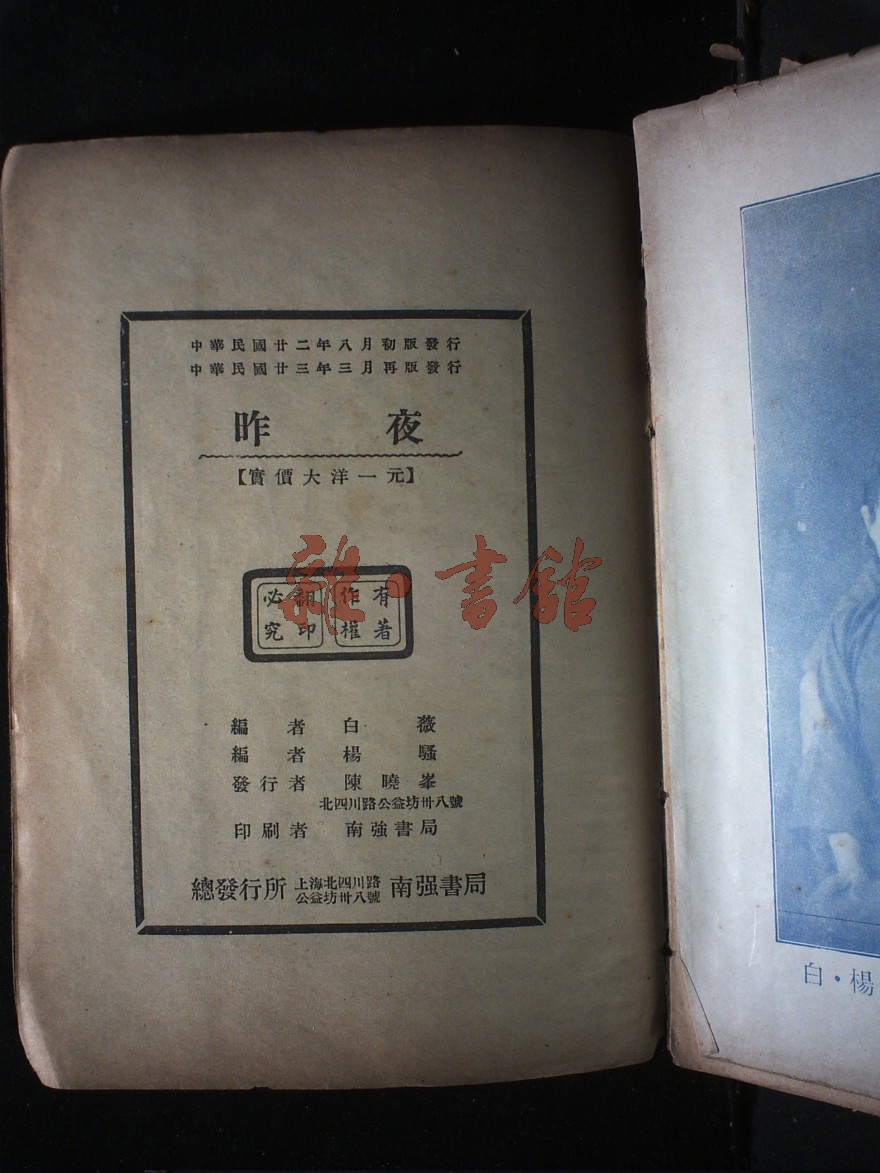 中華民國廿二年八月初版發行
中華民國廿三年三月再版發行
昨夜
【實價大洋一元】
有著作權
翻印必究
雜·書館
編者 白薇
編者 楊騷
發行者 陳曉峯
北四川路公益坊卅八號
印刷者 南強書局
總發行所 上海北四川路公益坊卅八號 南强書局
白·楊